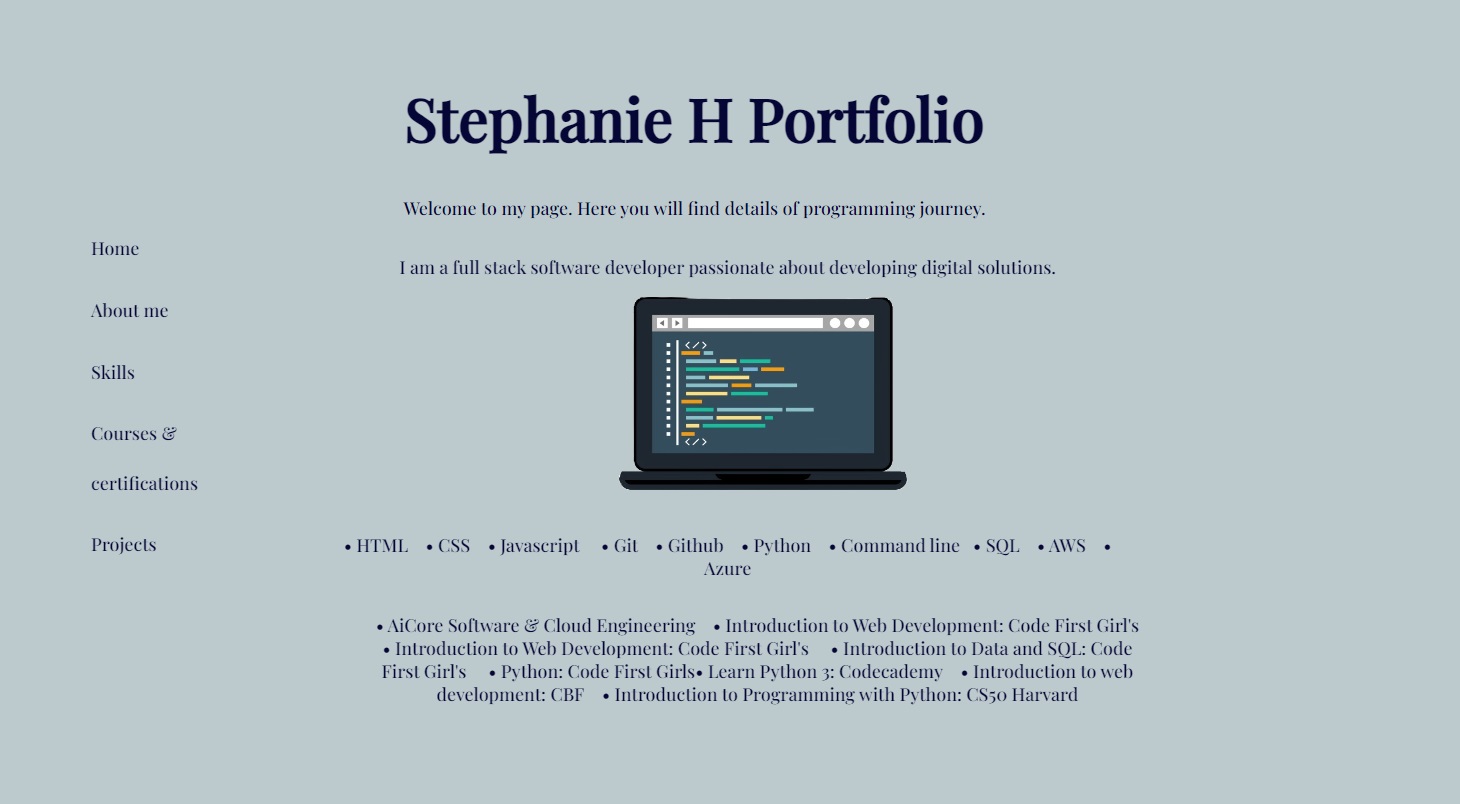 Stephanie H Portfolio
Welcome to my page. Here you will find details of programming journey.
I am a full stack software developer passionate about developing digital solutions.
Home
About me
Skills
Courses &
certifications
Projects
</>
</>
• HTML • CSS • Javascript • Git • Github • Python • Command line • SQL • AWS •
Azure
• AiCore Software & Cloud Engineering • Introduction to Web Development: Code First Girl's
• Introduction to Web Development: Code First Girl's • Introduction to Data and SQL: Code
First Girl's • Python: Code First Girls• Learn Python 3: Codecademy • Introduction to web
development: CBF • Introduction to Programming with Python: CS50 Harvard